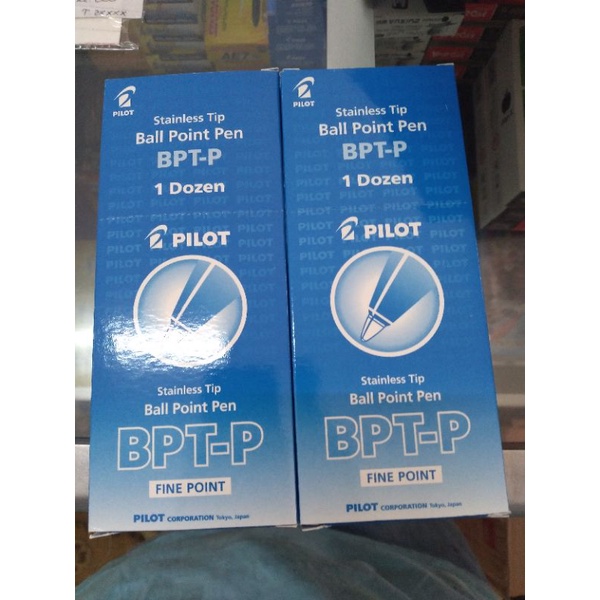 PILOT
Stainless Tip
Ball Point Pen
BPT-P
1 Dozen
PILOT
Stainless Tip
Ball Point Pen
BPT-P
FINE POINT
PILOT CORPORATION Tokyo, Japan
PILOT
Stainless Tip
Ball Point Pen
BPT-P
1 Dozen
PILOT
Stainless Tip
Ball Point Pen
BPT-P
FINE POINT
PILOT CORPORATION Tokyo, Japan